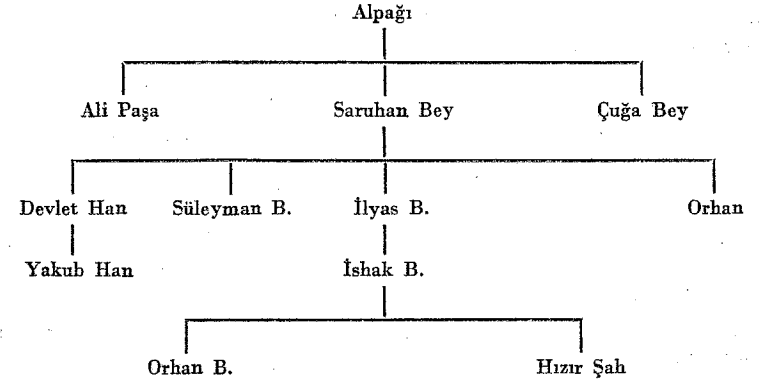 Alpağı
Ali Paşa Saruhan Bey Çuğa Bey
Devlet Han Süleyman B. İlyas B. Orhan
Yakub Han İshak B.
Orhan B. Hızır Şah